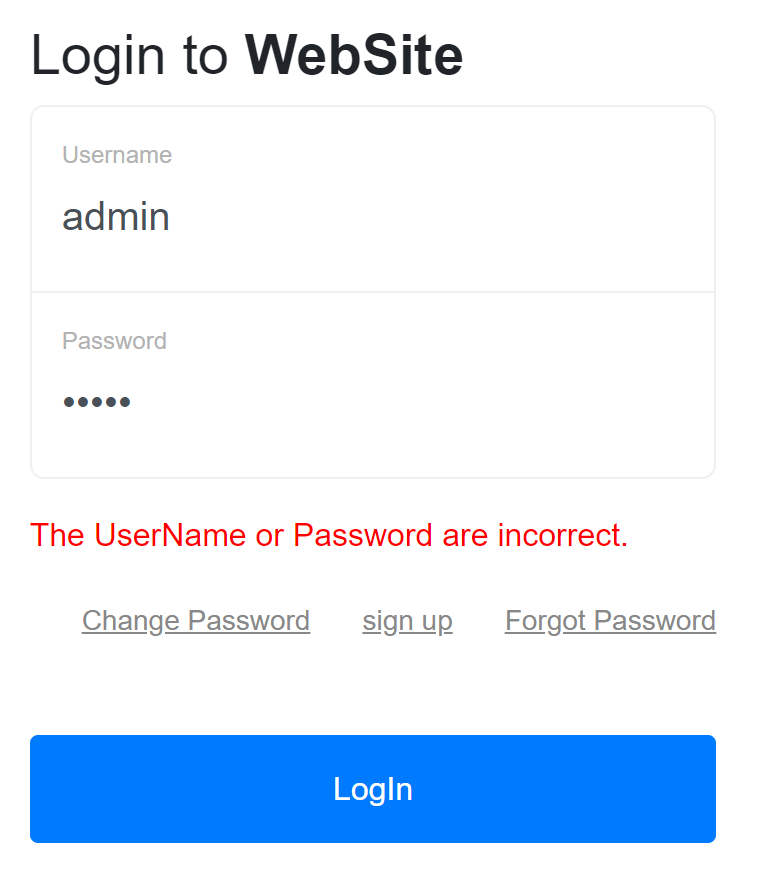 Login to WebSite
Username
admin
Password
•••••
The UserName or Password are incorrect.
Change Password sign up Forgot Password
LogIn